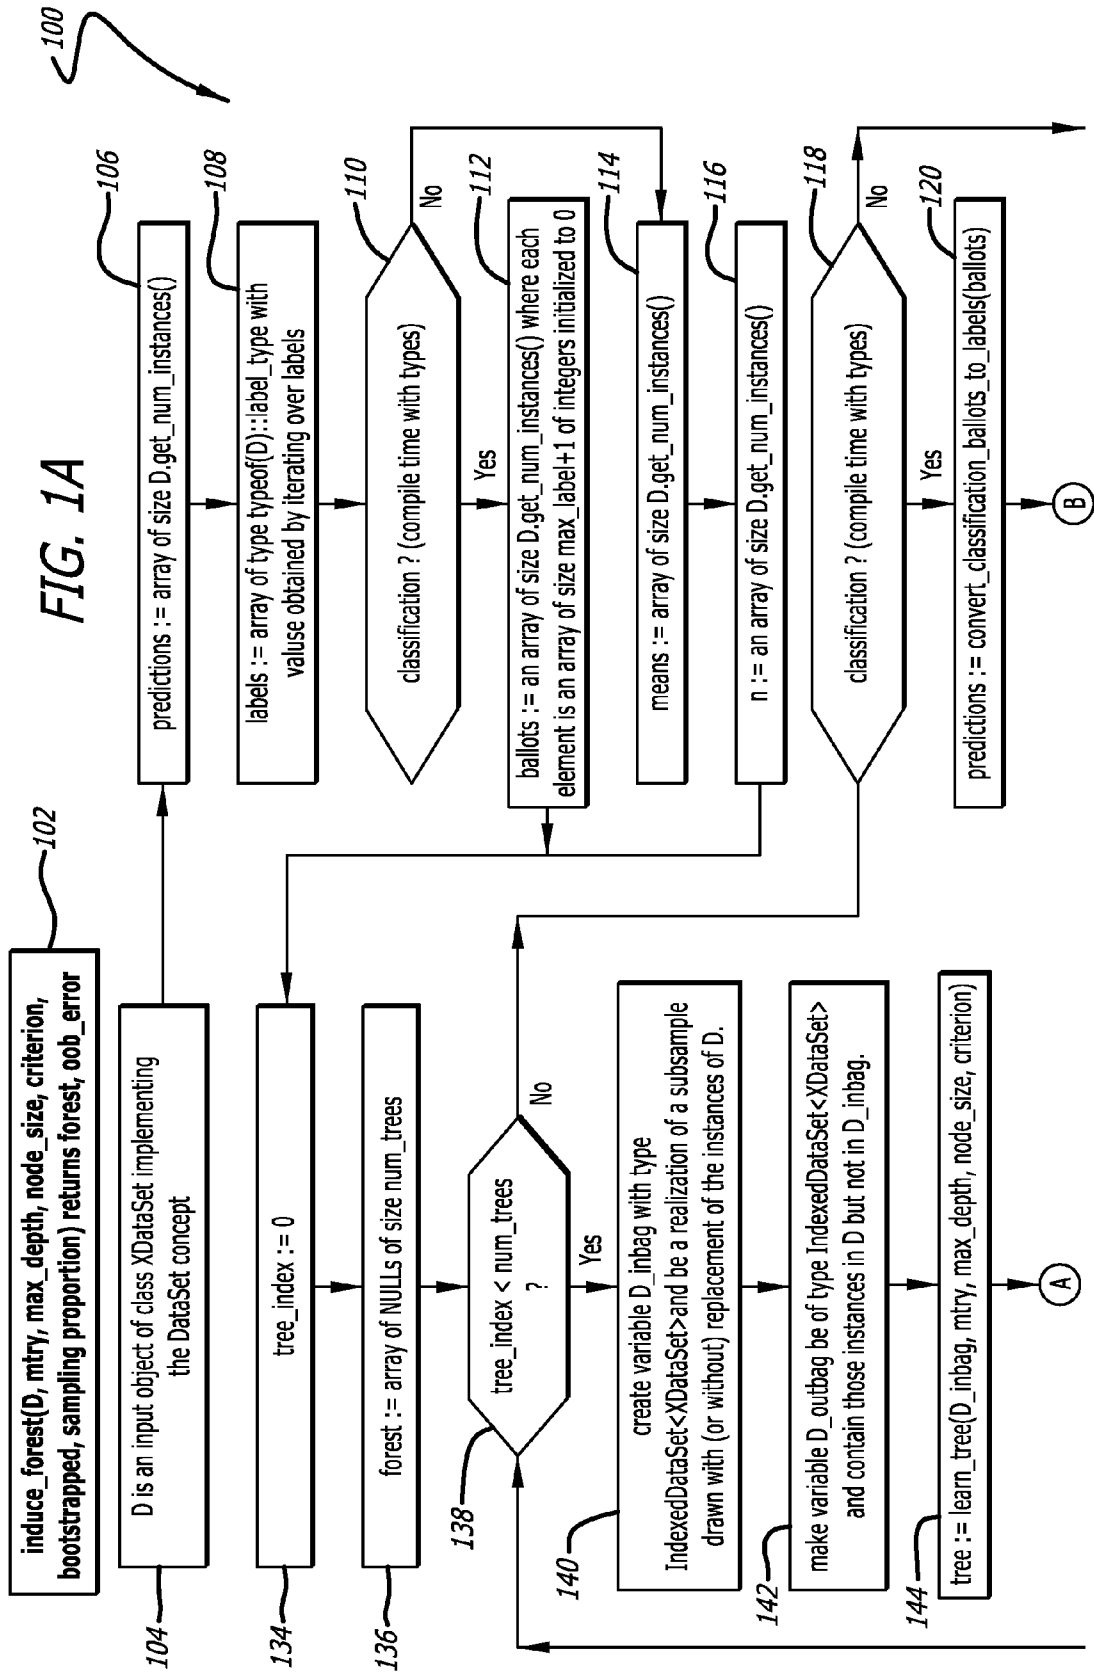 FIG. 1A
100
102
induce_forest(D, mtry, max_depth, node_size, criterion,
bootstrapped, sampling proportion) returns forest, oob_error
104
D is an input object of class XDataSet implementing
the DataSet concept
106
predictions := array of size D.get_num_instances()
108
labels := array of type typeof(D)::label_type with
valuse obtained by iterating over labels
110
classification ? (compile time with types)
No
Yes
112
ballots := an array of size D.get_num_instances() where each
element is an array of size max_label+1 of integers initialized to 0
114
means := array of size D.get_num_instances()
116
n := an array of size D.get_num_instances()
134
tree_index := 0
136
forest := array of NULLs of size num_trees
138
tree_index < num_trees
?
No
Yes
118
classification ? (compile time with types)
No
Yes
120
predictions := convert_classification_ballots_to_labels(ballots)
B
140
create variable D_inbag with type
IndexedDataSet<XDataSet>and be a realization of a subsample
drawn with (or without) replacement of the instances of D.
142
make variable D_outbag be of type IndexedDataSet<XDataSet>
and contain those instances in D but not in D_inbag.
144
tree := learn_tree(D_inbag, mtry, max_depth, node_size, criterion)
A